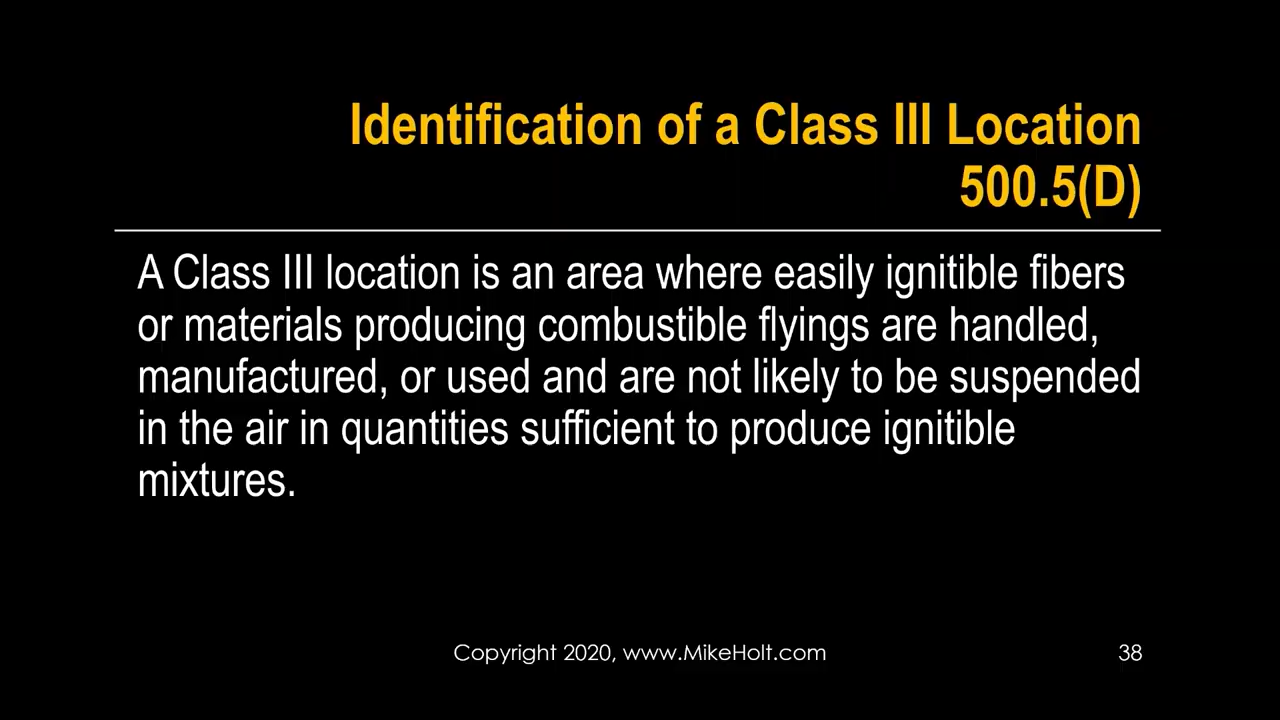 Identification of a Class III Location
500.5(D)
A Class III location is an area where easily ignitible fibers
or materials producing combustible flyings are handled,
manufactured, or used and are not likely to be suspended
in the air in quantities sufficient to produce ignitible
mixtures.
Copyright 2020, www.MikeHolt.com
38